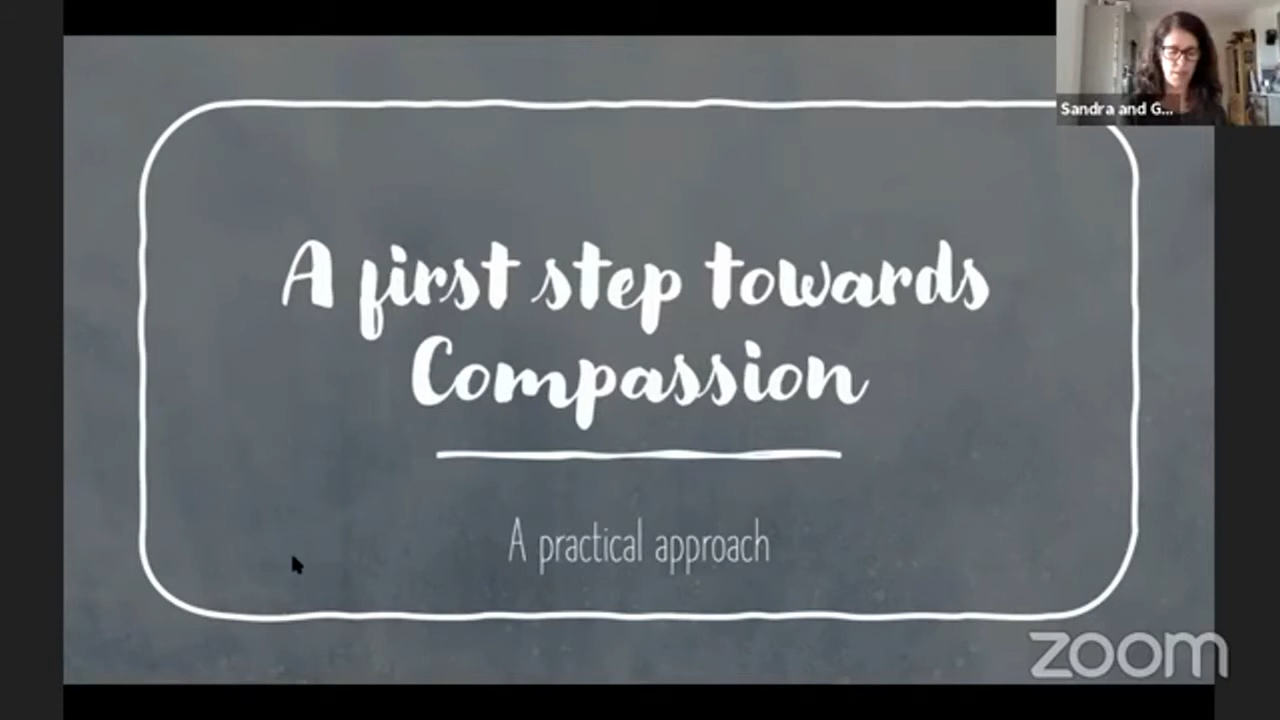 Sandra and G...
A first step towards
Compassion
A practical approach
zoom